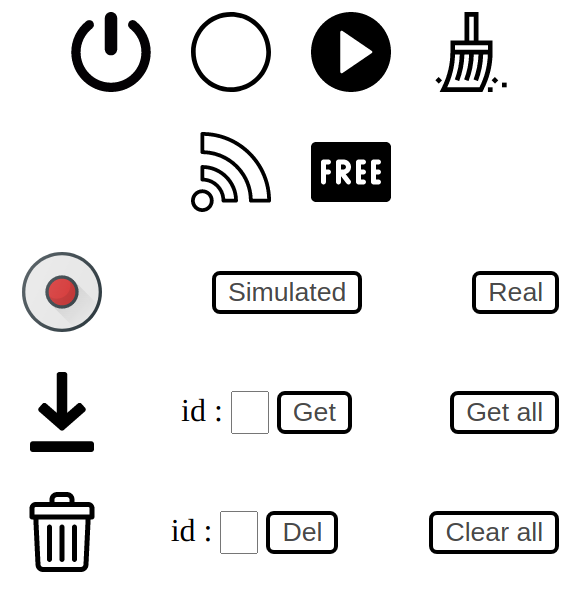 FREE
Simulated Real
id : Get Get all
id : Del Clear all